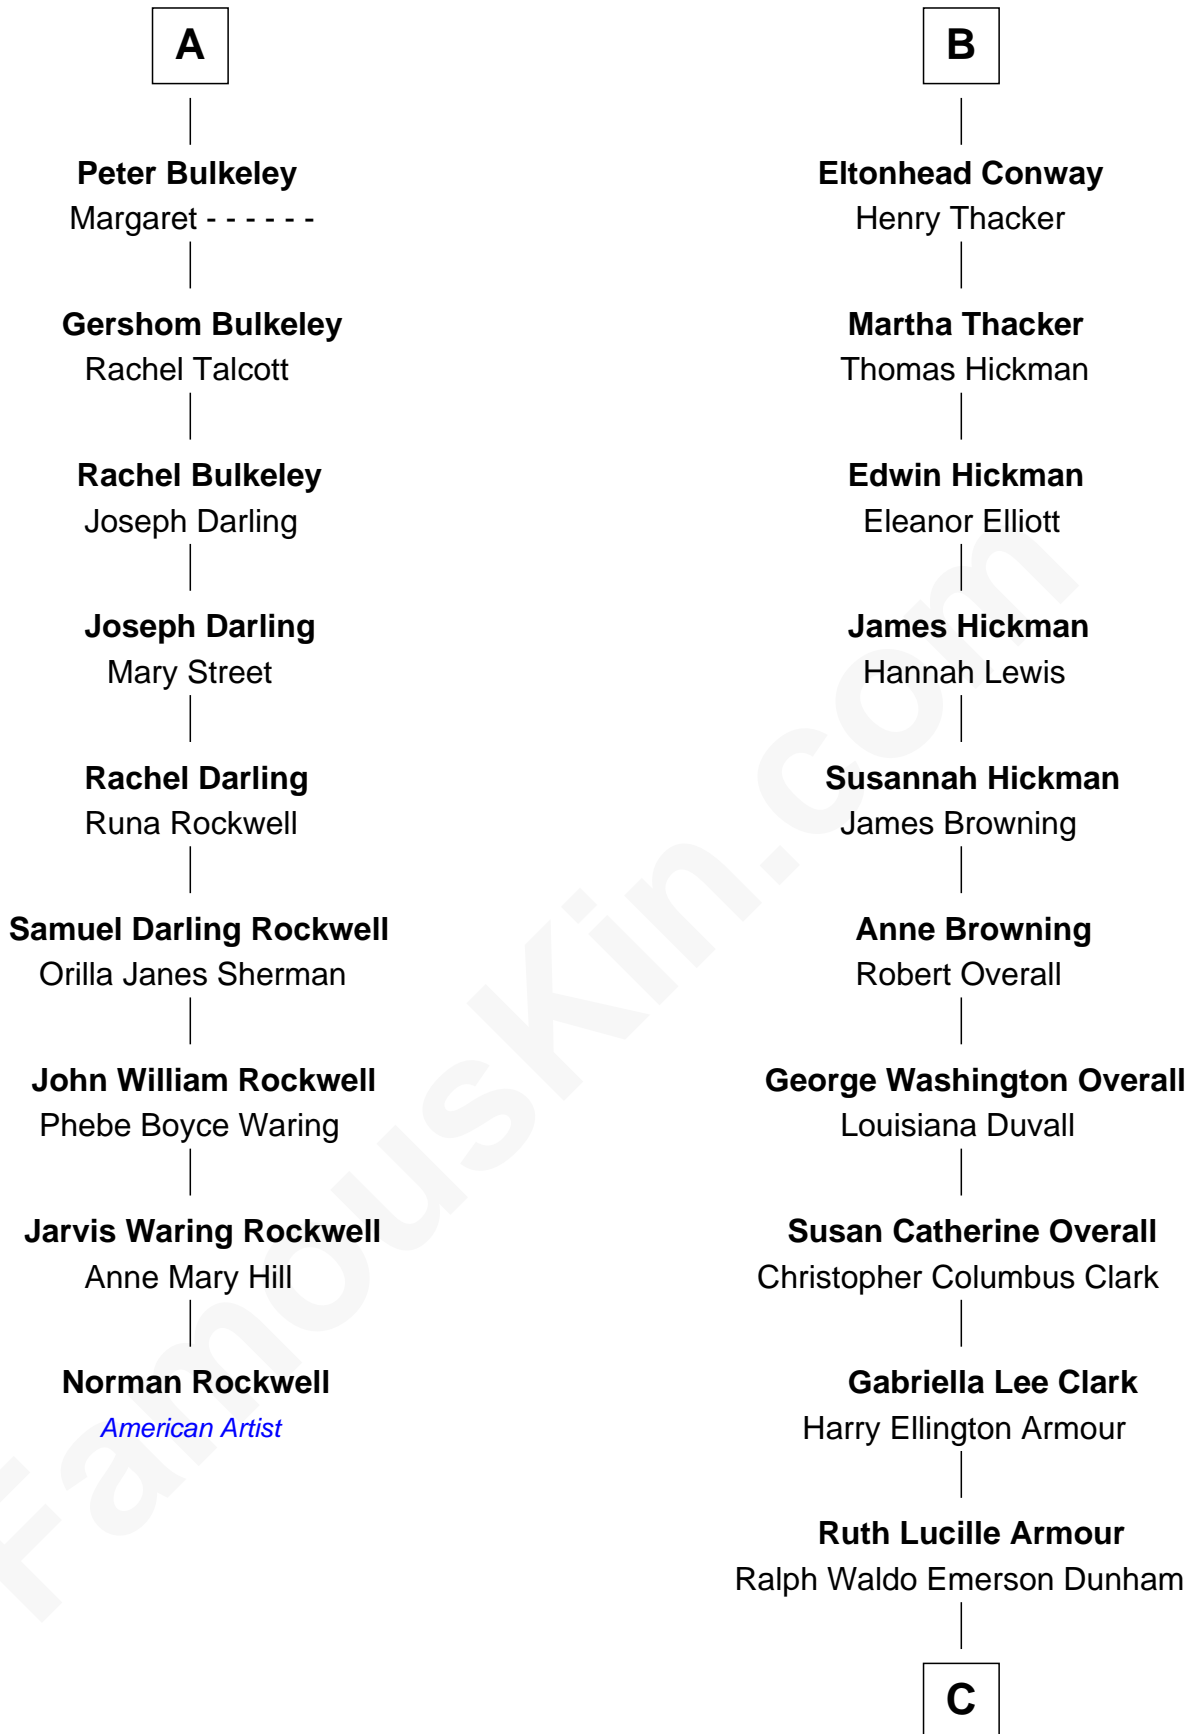 A
Peter Bulkeley
Margaret - - - - - -
Gershom Bulkeley
Rachel Talcott
Rachel Bulkeley
Joseph Darling
Joseph Darling
Mary Street
Rachel Darling
Runa Rockwell
Samuel Darling Rockwell
Orilla Janes Sherman
John William Rockwell
Phebe Boyce Waring
Jarvis Waring Rockwell
Anne Mary Hill
Norman Rockwell
American Artist
B
Eltonhead Conway
Henry Thacker
Martha Thacker
Thomas Hickman
Edwin Hickman
Eleanor Elliott
James Hickman
Hannah Lewis
Susannah Hickman
James Browning
Anne Browning
Robert Overall
George Washington Overall
Louisiana Duvall
Susan Catherine Overall
Christopher Columbus Clark
Gabriella Lee Clark
Harry Ellington Armour
Ruth Lucille Armour
Ralph Waldo Emerson Dunham
C
FamousKin.com